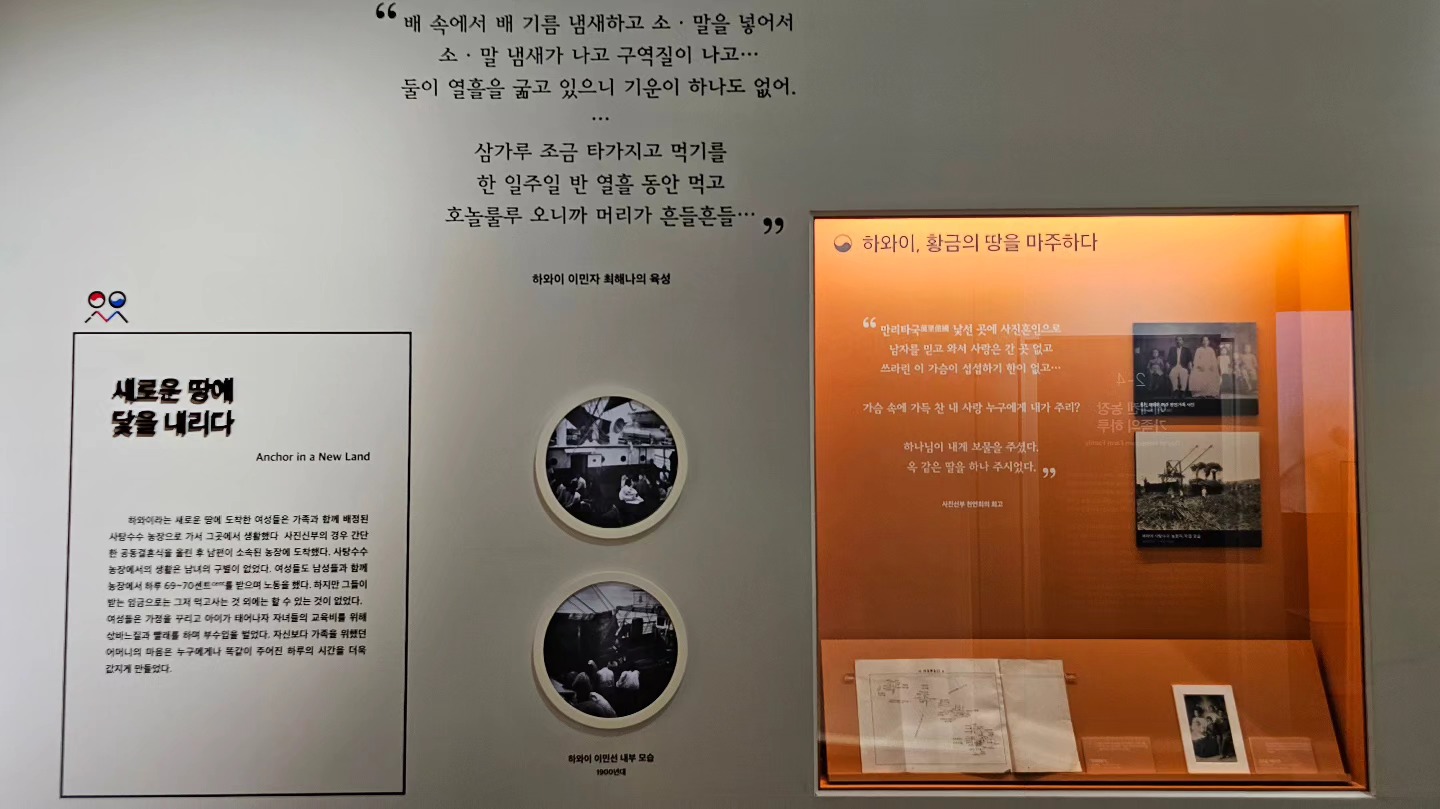 “ 배 속에서 배 기름 냄새하고 소 · 말을 넣어서
소 · 말 냄새가 나고 구역질이 나고…
둘이 열흘을 굶고 있으니 기운이 하나도 없어.
…
삼가루 조금 타가지고 먹기를
한 일주일 반 열흘 동안 먹고
호놀룰루 오니까 머리가 흔들흔들… ”
하와이 이민자 최해나의 육성
새로운 땅에
닻을 내리다
Anchor in a New Land
하와이라는 새로운 땅에 도착한 여성들은 가족과 함께 배정된
사탕수수 농장으로 가서 그곳에서 생활했다. 사진신부의 경우 간단
한 공동결혼식을 올린 후 남편이 소속된 농장에 도착했다. 사탕수수
농장에서의 생활은 남녀의 구별이 없었다. 여성들도 남성들과 함께
농장에서 하루 69~70센트cent를 받으며 노동을 했다. 하지만 그들이
받는 임금으로는 그저 먹고사는 것 외에는 할 수 있는 것이 없었다.
여성들은 가정을 꾸리고 아이가 태어나자 자녀들의 교육비를 위해
삯바느질과 빨래를 하며 부수입을 벌었다. 자신보다 가족을 위했던
어머니의 마음은 누구에게나 똑같이 주어진 하루의 시간을 더욱
값지게 만들었다.
하와이 이민선 내부 모습
1900년대
하와이, 황금의 땅을 마주하다
“ 만리타국萬里他國 낯선 곳에 사진혼인으로
남자를 믿고 와서 사랑은 간 곳 없고
쓰라린 이 가슴이 섭섭하기 한이 없고…
가슴 속에 가득 찬 내 사랑 누구에게 내가 주리?
하나님이 내게 보물을 주셨다.
옥 같은 딸을 하나 주시었다. ”
사진신부 천연희의 회고
2-4